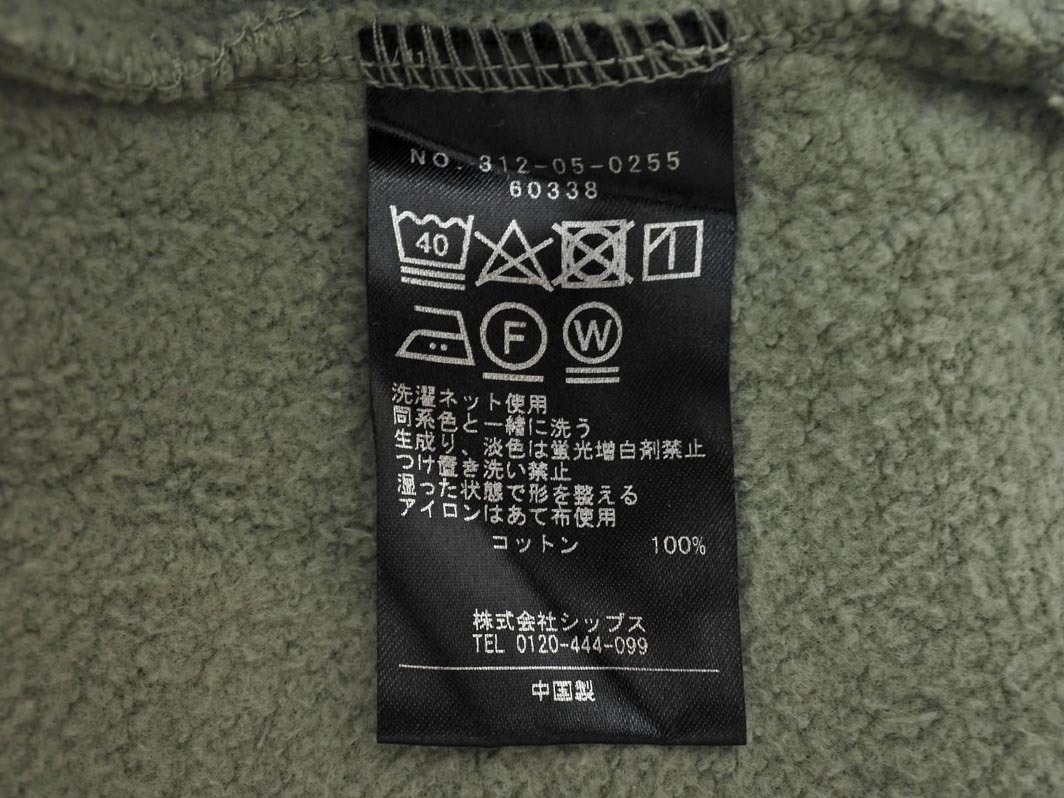 NO. 312-05-0255
60338
40
F
W
洗濯ネット使用
同系色と一緒に洗う
生成り、淡色は蛍光増白剤禁止
つけ置き洗い禁止
湿った状態で形を整える
アイロンはあて布使用
コットン 100%
株式会社シップス
TEL 0120-444-099
中国製